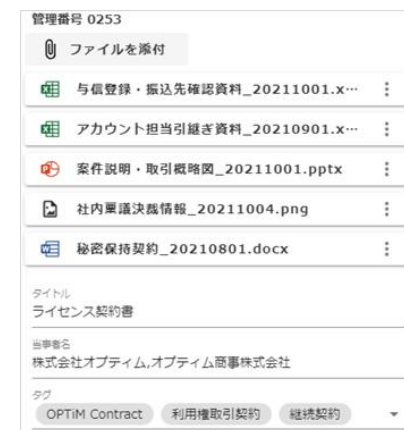 管理番号 0253
ファイルを添付
与信登録・振込先確認資料_20211001.x…
アカウント担当引継ぎ資料_20210901.x…
案件説明・取引概略図_20211001.pptx
社内稟議決裁情報_20211004.png
秘密保持契約_20210801.docx
タイトル
ライセンス契約書
当事者名
株式会社オプティム,オプティム商事株式会社
タグ
OPTiM Contract 利用権取引契約 継続契約